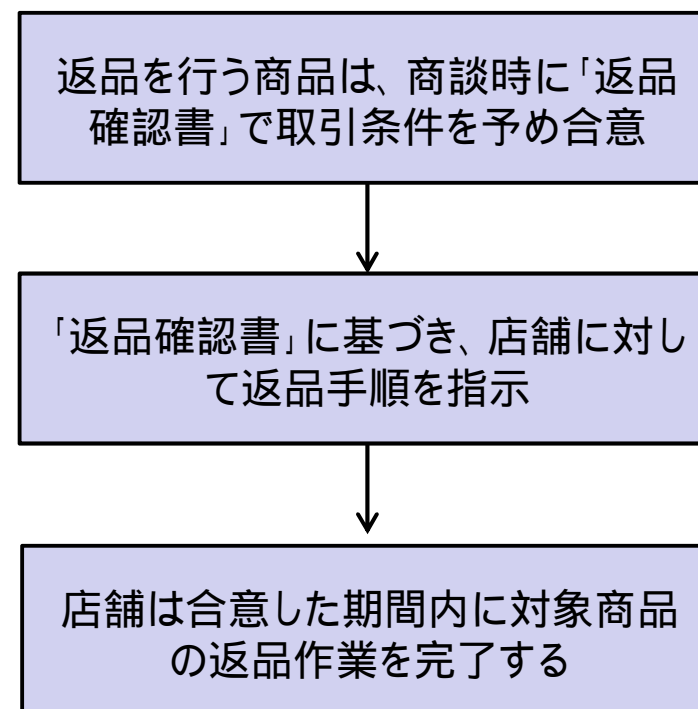 返品を行う商品は、商談時に「返品
確認書」で取引条件を予め合意
「返品確認書」に基づき、店舗に対し
て返品手順を指示
店舗は合意した期間内に対象商品
の返品作業を完了する